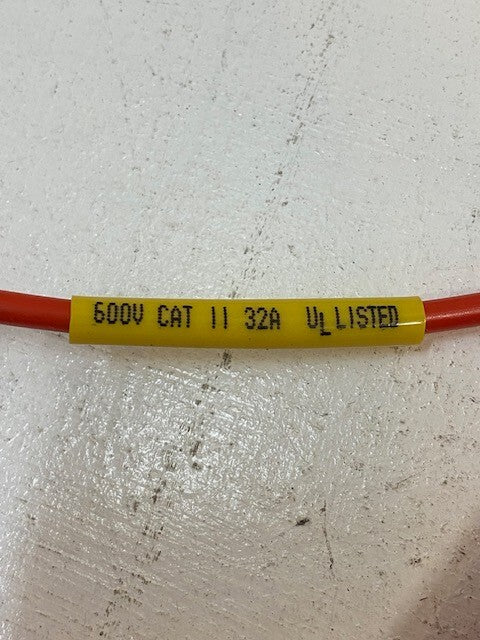 600V CAT II 32A UL LISTED